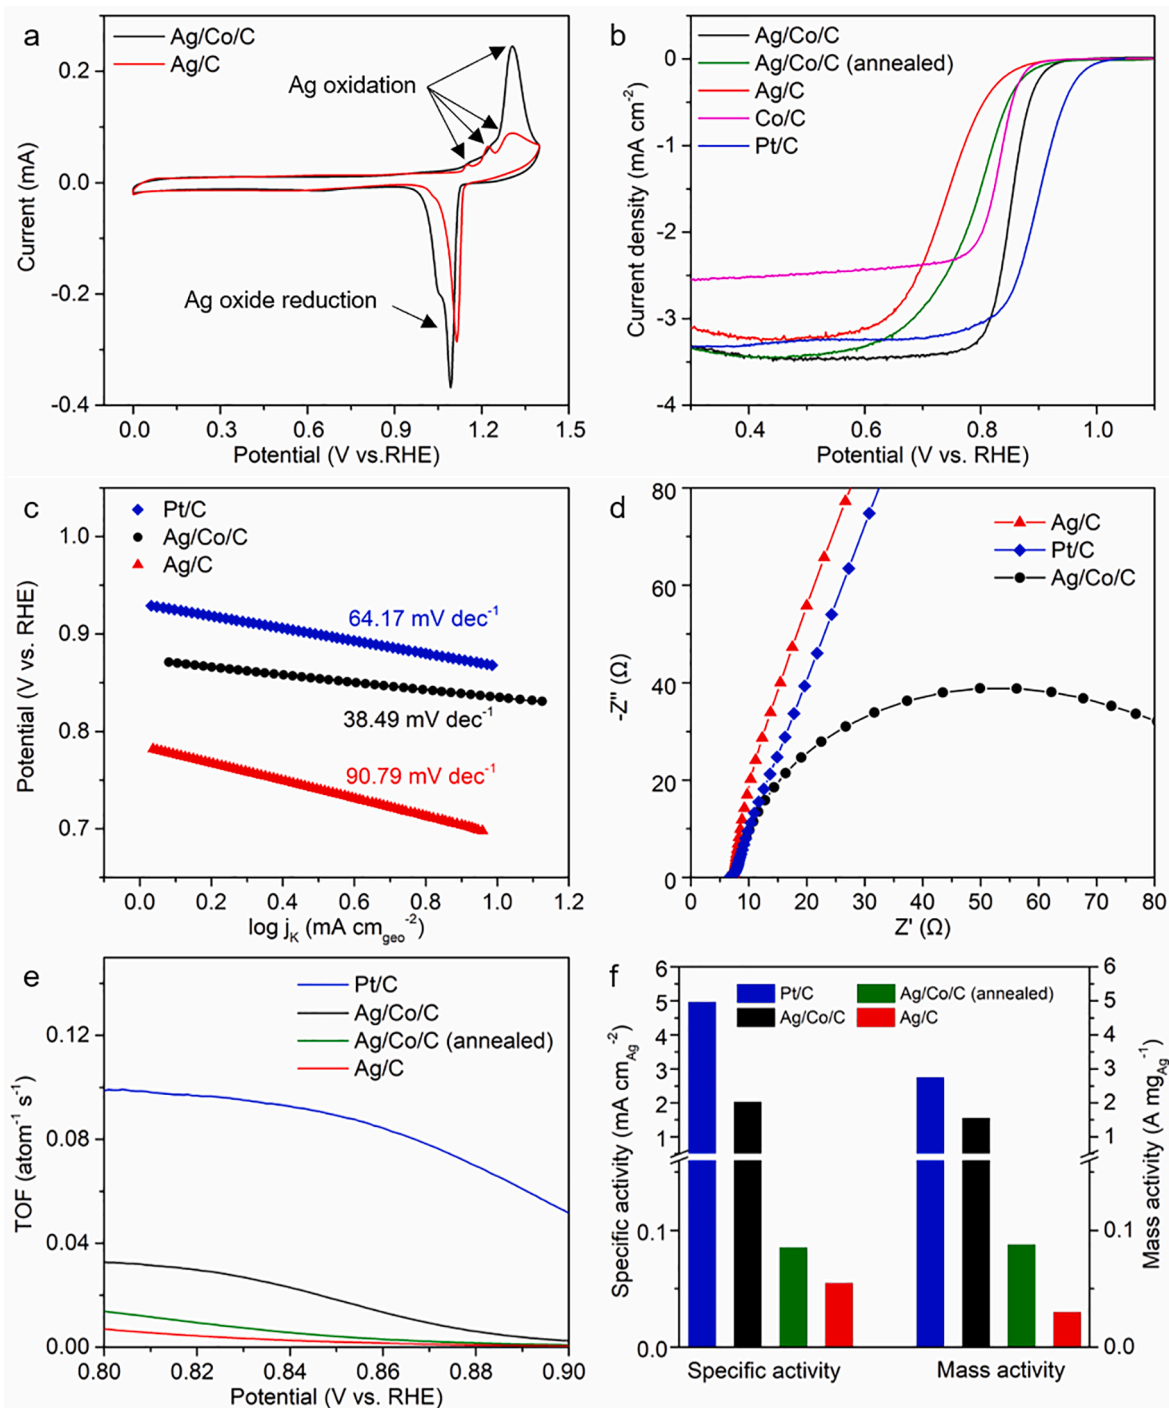 a
Ag/Co/C
Ag/C
Ag oxidation
Ag oxide reduction
Current (mA)
0.2
0.0
-0.2
-0.4
0.0 0.3 0.6 0.9 1.2 1.5
Potential (V vs.RHE)
b
Ag/Co/C
Ag/Co/C (annealed)
Ag/C
Co/C
Pt/C
Current density (mA cm-2)
0
-1
-2
-3
-4
0.4 0.6 0.8 1.0
Potential (V vs. RHE)
c
Pt/C
Ag/Co/C
Ag/C
64.17 mV dec-1
38.49 mV dec-1
90.79 mV dec-1
Potential (V vs. RHE)
1.0
0.9
0.8
0.7
0.0 0.2 0.4 0.6 0.8 1.0 1.2
log jK (mA cmgeo-2)
d
Ag/C
Pt/C
Ag/Co/C
-Z'' (Ω)
80
60
40
20
0
0 10 20 30 40 50 60 70 80
Z' (Ω)
e
Pt/C
Ag/Co/C
Ag/Co/C (annealed)
Ag/C
TOF (atom-1 s-1)
0.12
0.08
0.04
0.00
0.80 0.82 0.84 0.86 0.88 0.90
Potential (V vs. RHE)
f
Pt/C
Ag/Co/C (annealed)
Ag/Co/C
Ag/C
Specific activity (mA cmAg-2)
6
5
4
3
2
1
0.1
0.0
Mass activity (A mgAg-1)
6
5
4
3
2
1
0.1
0.0
Specific activity
Mass activity